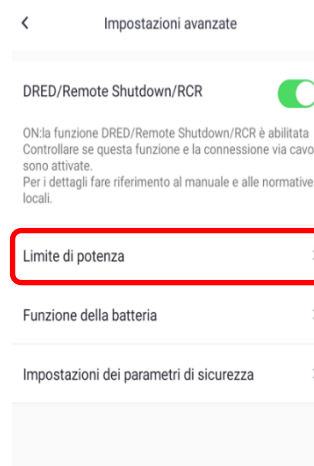 Impostazioni avanzate
DRED/Remote Shutdown/RCR
ON:la funzione DRED/Remote Shutdown/RCR è abilitata
Controllare se questa funzione e la connessione via cavo
sono attivate.
Per i dettagli fare riferimento al manuale e alle normative
locali.
Limite di potenza
Funzione della batteria
Impostazioni dei parametri di sicurezza